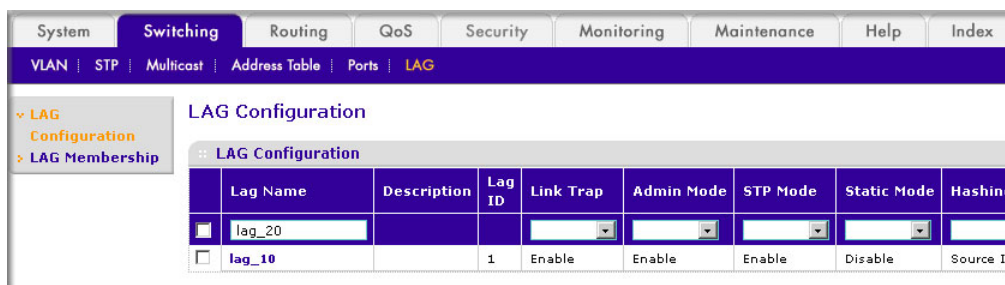 System Switching Routing QoS Security Monitoring Maintenance Help Index
VLAN STP Multicast Address Table Ports LAG
LAG Configuration
LAG Membership
LAG Configuration
LAG Configuration
Lag Name Description Lag ID Link Trap Admin Mode STP Mode Static Mode Hashin
lag_20
lag_10 1 Enable Enable Enable Disable Source I